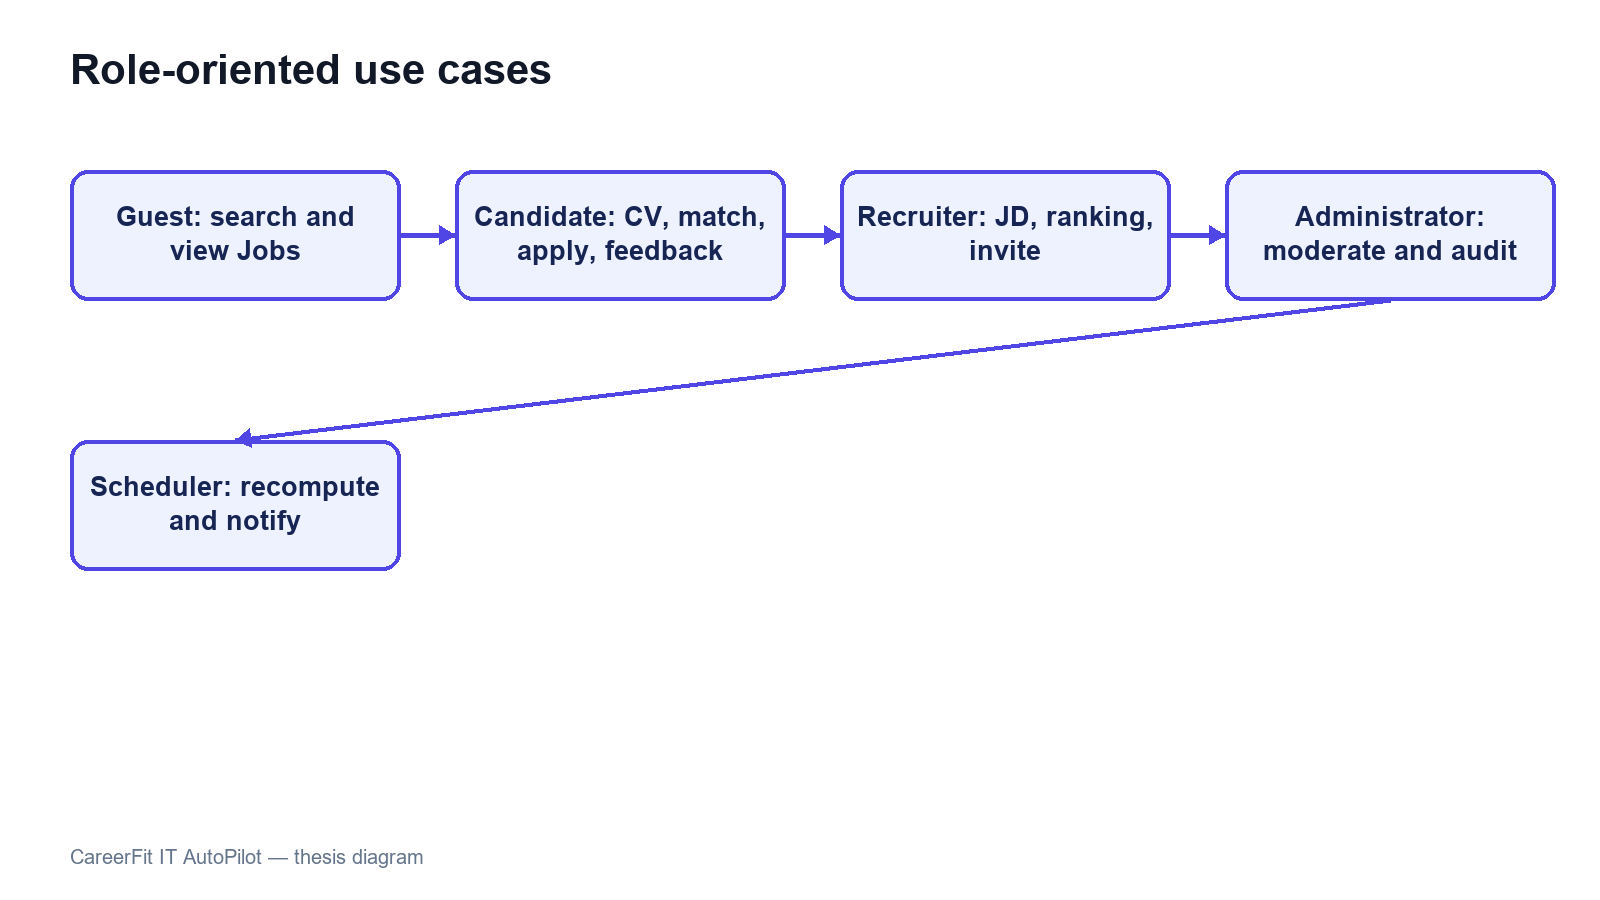 Role-oriented use cases
Guest: search and
view Jobs
Candidate: CV, match,
apply, feedback
Recruiter: JD, ranking,
invite
Administrator:
moderate and audit
Scheduler: recompute
and notify
CareerFit IT AutoPilot — thesis diagram